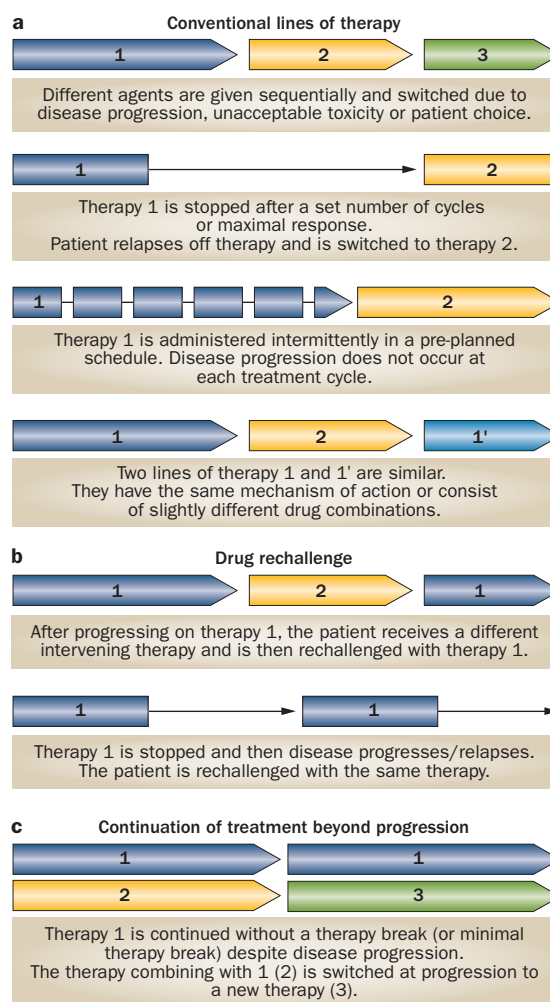 a
Conventional lines of therapy
1 2 3
Different agents are given sequentially and switched due to
disease progression, unacceptable toxicity or patient choice.
1 2
Therapy 1 is stopped after a set number of cycles
or maximal response.
Patient relapses off therapy and is switched to therapy 2.
1 2
Therapy 1 is administered intermittently in a pre-planned
schedule. Disease progression does not occur at
each treatment cycle.
1 2 1'
Two lines of therapy 1 and 1' are similar.
They have the same mechanism of action or consist
of slightly different drug combinations.
b
Drug rechallenge
1 2 1
After progressing on therapy 1, the patient receives a different
intervening therapy and is then rechallenged with therapy 1.
1 1
Therapy 1 is stopped and then disease progresses/relapses.
The patient is rechallenged with the same therapy.
c
Continuation of treatment beyond progression
1 1
2 3
Therapy 1 is continued without a therapy break (or minimal
therapy break) despite disease progression.
The therapy combining with 1 (2) is switched at progression to
a new therapy (3).